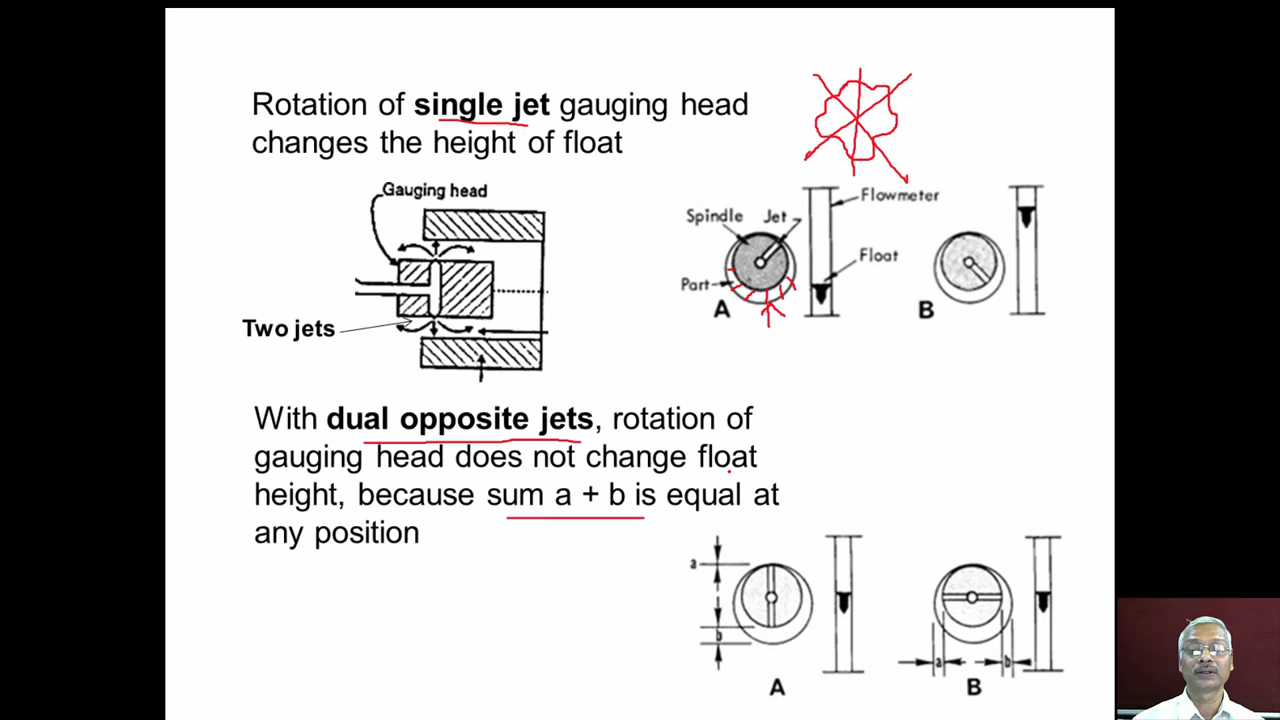 Rotation of single jet gauging head
changes the height of float
Gauging head
Two jets
Spindle Jet
Flowmeter
Float
Part
A
B
With dual opposite jets, rotation of
gauging head does not change float
height, because sum a + b is equal at
any position
a
b
A
a b
B